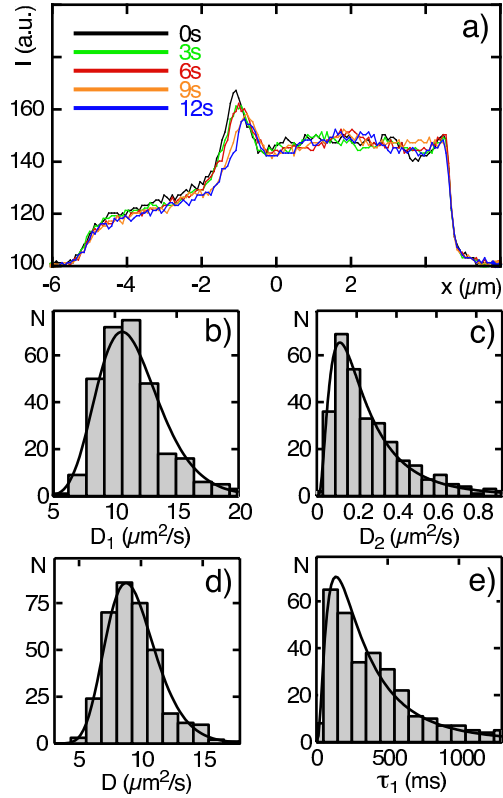 I (a.u.)
a)
0s
3s
6s
9s
12s
160
140
120
100
-6 -4 -2 0 2 x (μm)
N b)
60
40
20
0
5 10 15 20
D1 (μm²/s)
N c)
60
40
20
0
0 0.2 0.4 0.6 0.8
D2 (μm²/s)
N d)
75
50
25
0
5 10 15
D (μm²/s)
N e)
60
40
20
0
0 500 1000
τ1 (ms)